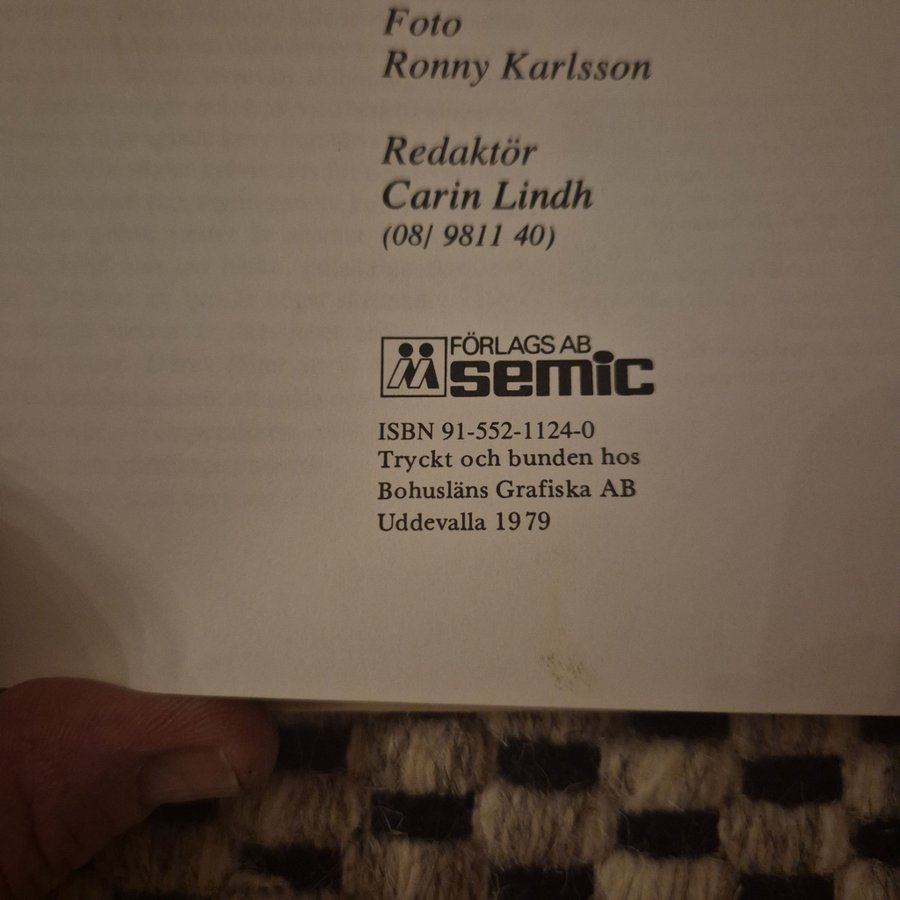 Foto
Ronny Karlsson
Redaktör
Carin Lindh
(08/ 9811 40)
FÖRLAGS AB
semic
ISBN 91-552-1124-0
Tryckt och bunden hos
Bohusläns Grafiska AB
Uddevalla 1979